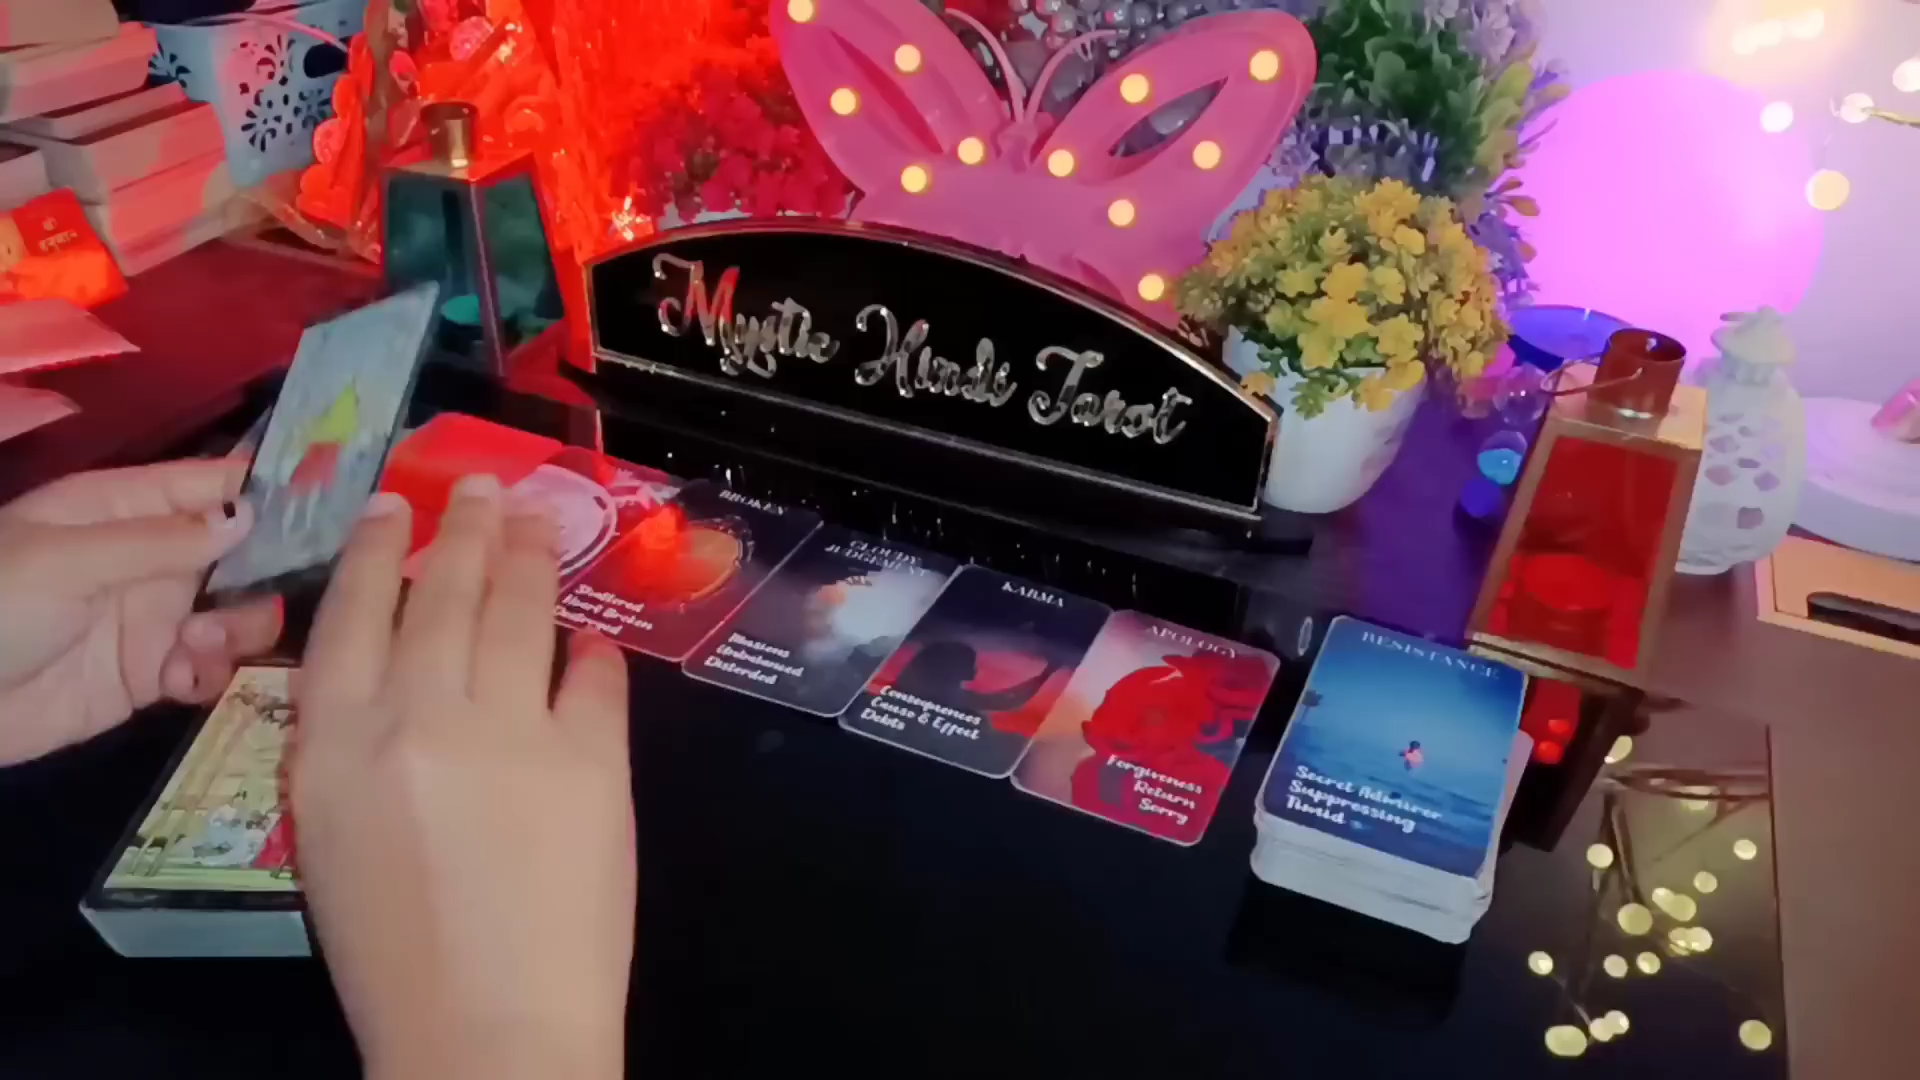 श्री
हनुमान
Mystic Hindi Tarot
BROKEN
Shattered
Heart Broken
Destroyed
CLOUDY
JUDGEMENT
Illusions
Unbalanced
Distorted
KARMA
Consequences
Cause & Effect
Debts
APOLOGY
Forgiveness
Return
Sorry
RESISTANCE
Secret Admirer
Suppressing
Timid